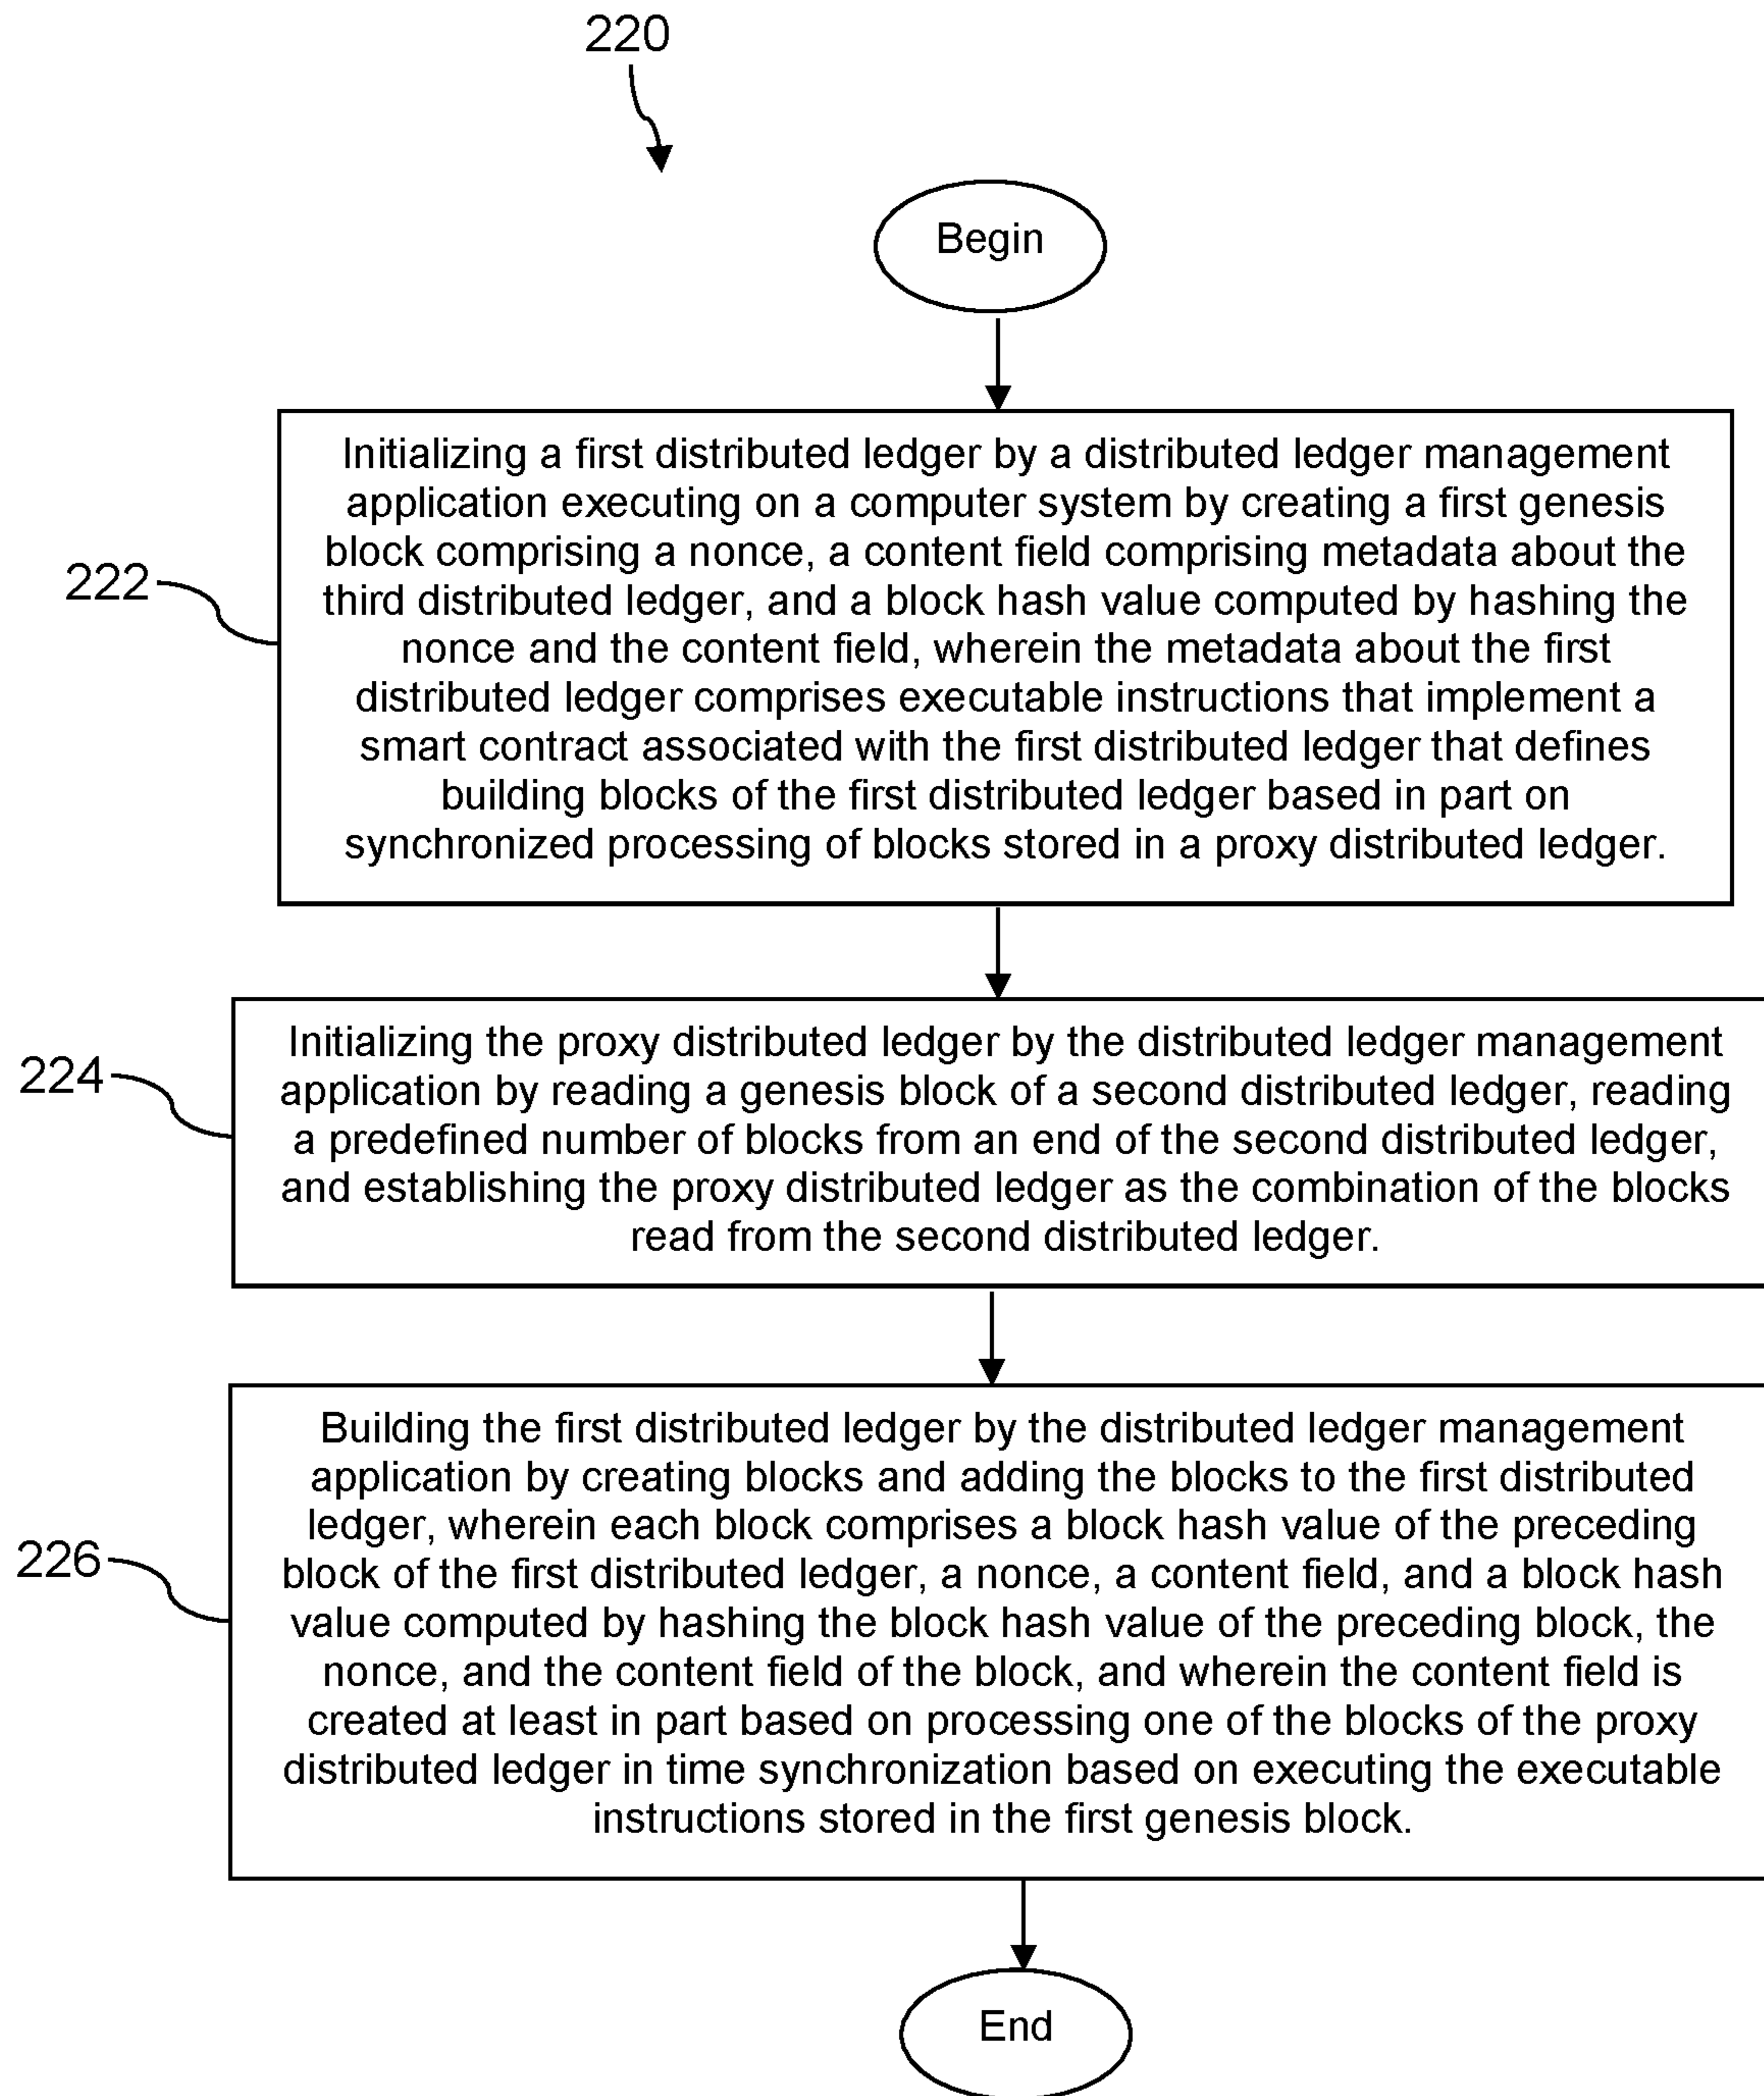 220
Begin
Initializing a first distributed ledger by a distributed ledger management
application executing on a computer system by creating a first genesis
block comprising a nonce, a content field comprising metadata about the
third distributed ledger, and a block hash value computed by hashing the
nonce and the content field, wherein the metadata about the first
distributed ledger comprises executable instructions that implement a
smart contract associated with the first distributed ledger that defines
building blocks of the first distributed ledger based in part on
synchronized processing of blocks stored in a proxy distributed ledger.
222
Initializing the proxy distributed ledger by the distributed ledger management
application by reading a genesis block of a second distributed ledger, reading
a predefined number of blocks from an end of the second distributed ledger,
and establishing the proxy distributed ledger as the combination of the blocks
read from the second distributed ledger.
224
Building the first distributed ledger by the distributed ledger management
application by creating blocks and adding the blocks to the first distributed
ledger, wherein each block comprises a block hash value of the preceding
block of the first distributed ledger, a nonce, a content field, and a block hash
value computed by hashing the block hash value of the preceding block, the
nonce, and the content field of the block, and wherein the content field is
created at least in part based on processing one of the blocks of the proxy
distributed ledger in time synchronization based on executing the executable
instructions stored in the first genesis block.
226
End